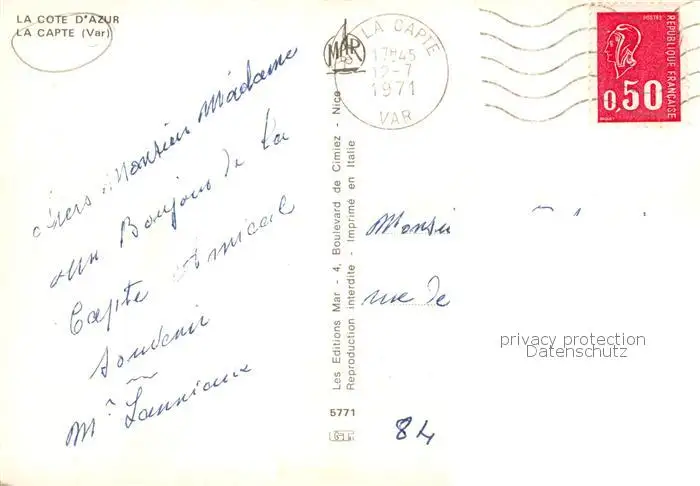 LA COTE D'AZUR
LA CAPTE (Var)
chers Monsieur Madame
un Bonjour de La
Capte Amical
souvenir
MAR
LA CAPTE
17H45
12-7
1971
VAR
POSTES
REPUBLIQUE FRANÇAISE
0,50
Les Editions Mar - 4, Boulevard de Cimiez - Nice
Reproduction interdite - Imprimé en Italie
5771
Monsi
rue de
privacy protection
Datenschutz
84